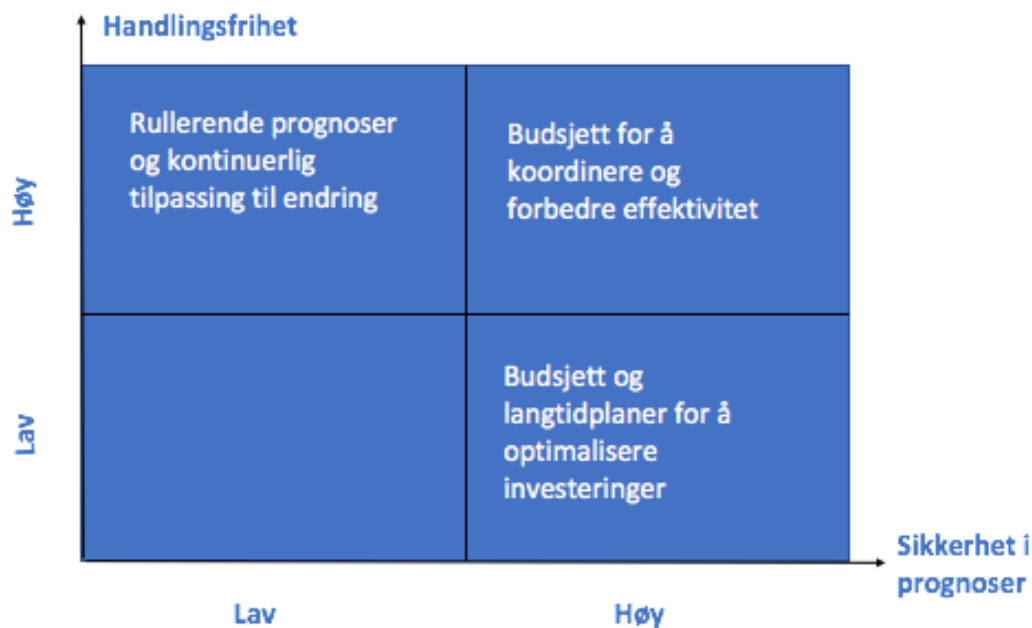 Handlingsfrihet
Høy
Rullerende prognoser
og kontinuerlig
tilpassing til endring
Budsjett for å
koordinere og
forbedre effektivitet
Lav
Budsjett og
langtidplaner for å
optimalisere
investeringer
Sikkerhet i
prognoser
Lav
Høy